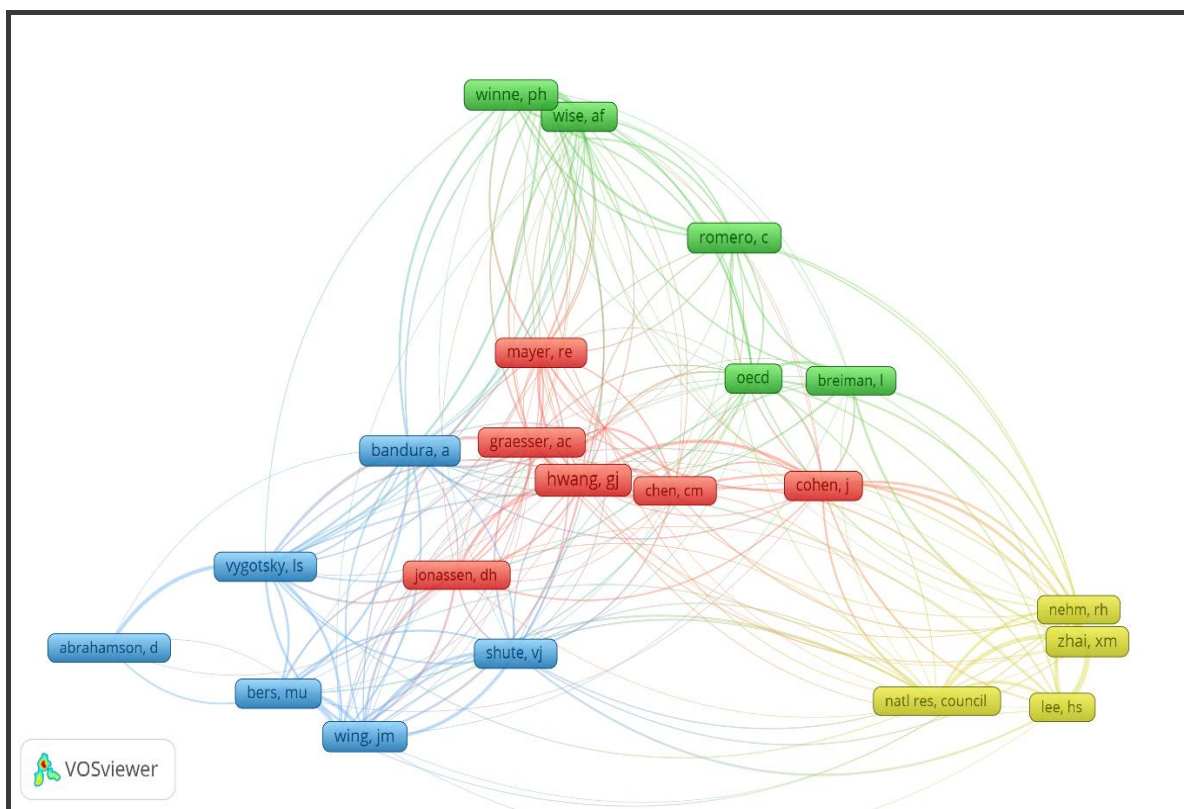 winne, ph
wise, af
romero, c
mayer, re
oecd
breiman, l
bandura, a
graesser, ac
hwang, gj
chen, cm
cohen, j
vygotsky, ls
jonassen, dh
nehm, rh
zhai, xm
abrahamson, d
shute, vj
bers, mu
natl res, council
lee, hs
wing, jm
VOSviewer